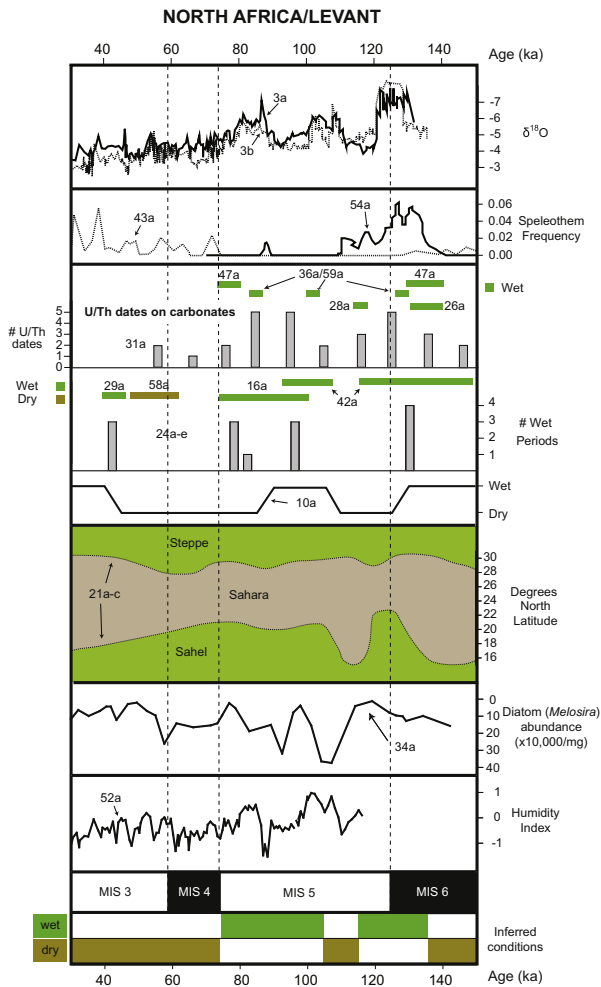 NORTH AFRICA/LEVANT
40 60 80 100 120 140 Age (ka)
3a
3b
-7
-6
-5
-4
-3
δ18O
43a
54a
0.06
0.04
0.02
0.00
Speleothem
Frequency
47a 36a/59a 47a
Wet
28a 26a
U/Th dates on carbonates
# U/Th
dates
5
4
3
2
1
0
31a
Wet
Dry
29a 58a 16a 42a
24a-e
4
3
2
1
# Wet
Periods
10a
Wet
Dry
Steppe
21a-c
Sahara
Sahel
30
28
26
24
22
20
18
16
Degrees
North
Latitude
34a
0
10
20
30
40
Diatom (Melosira)
abundance
(x10,000/mg)
52a
1
0
-1
Humidity
Index
MIS 3 MIS 4 MIS 5 MIS 6
wet
dry
Inferred
conditions
40 60 80 100 120 140 Age (ka)